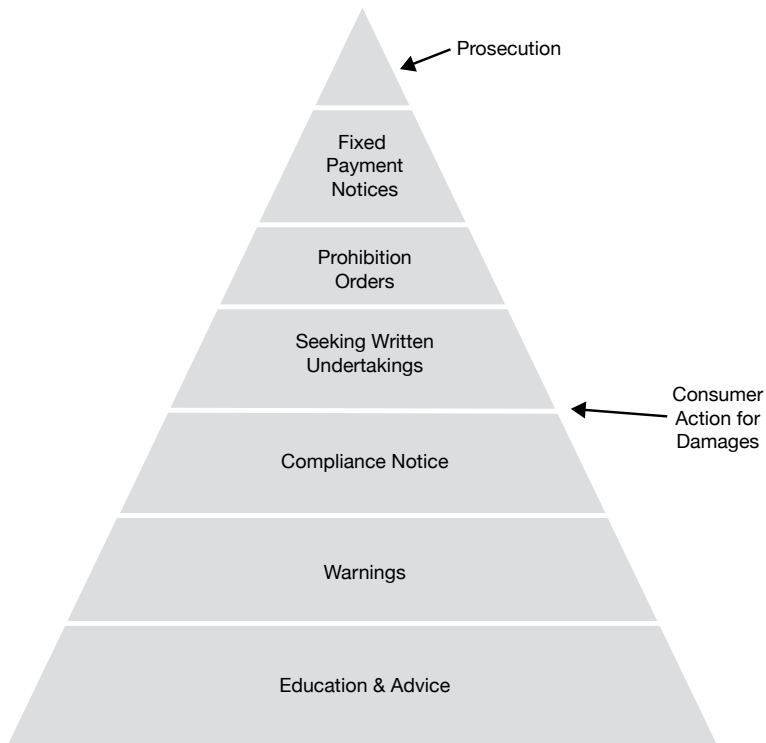 Prosecution
Fixed
Payment
Notices
Prohibition
Orders
Seeking Written
Undertakings
Consumer
Action for
Damages
Compliance Notice
Warnings
Education & Advice